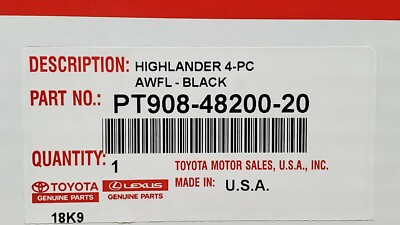 DESCRIPTION: HIGHLANDER 4-PC
AWFL - BLACK
PART NO.: PT908-48200-20
QUANTITY: 1
TOYOTA MOTOR SALES, U.S.A., INC.
TOYOTA GENUINE PARTS
LEXUS GENUINE PARTS
MADE IN: U.S.A.
18K9